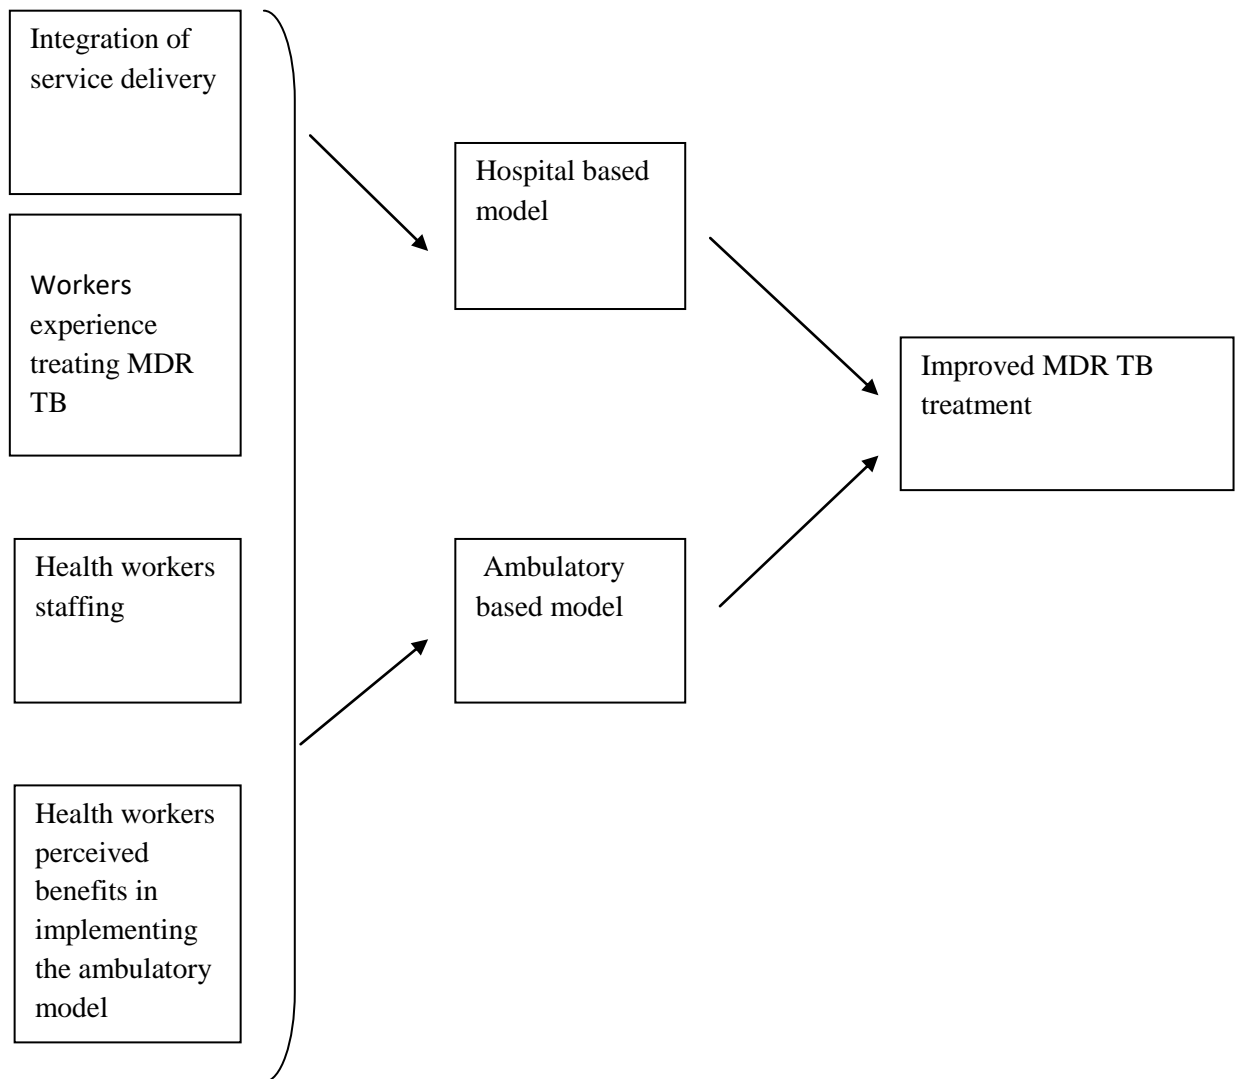 Integration of
service delivery
Workers
experience
treating MDR
TB
Health workers
staffing
Health workers
perceived
benefits in
implementing
the ambulatory
model
Hospital based
model
Ambulatory
based model
Improved MDR TB
treatment